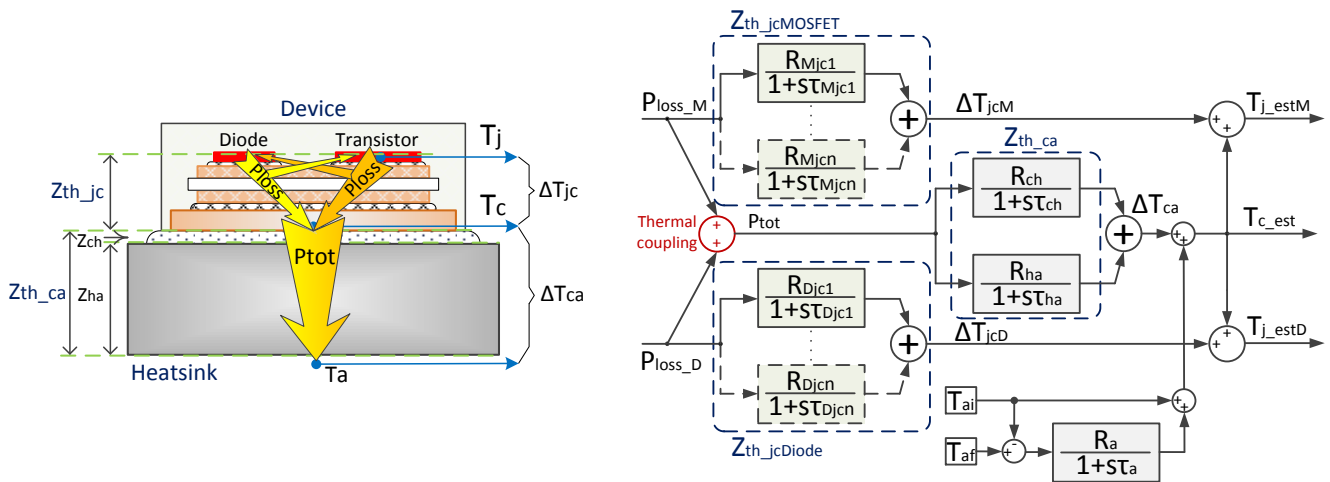 Device
Diode
Transistor
Tj
Ploss
Ploss
Zth_jc
ΔTjc
Tc
Zch
Ptot
Zth_ca
Zha
ΔTca
Heatsink
Ta
Zth_jcMOSFET
RMjc1
1+sτMjc1
Ploss_M
ΔTjcM
+ +
Tj_estM
+
RMjcn
1+sτMjcn
Zth_ca
Rch
1+sτch
Thermal
coupling
+
+
Ptot
ΔTca
+
+ +
Tc_est
Rha
1+sτha
RDjc1
1+sτDjc1
Ploss_D
+
ΔTjcD
+ +
Tj_estD
RDjcn
1+sτDjcn
Zth_jcDiode
Tai
+ +
Taf
+ -
Ra
1+sτa